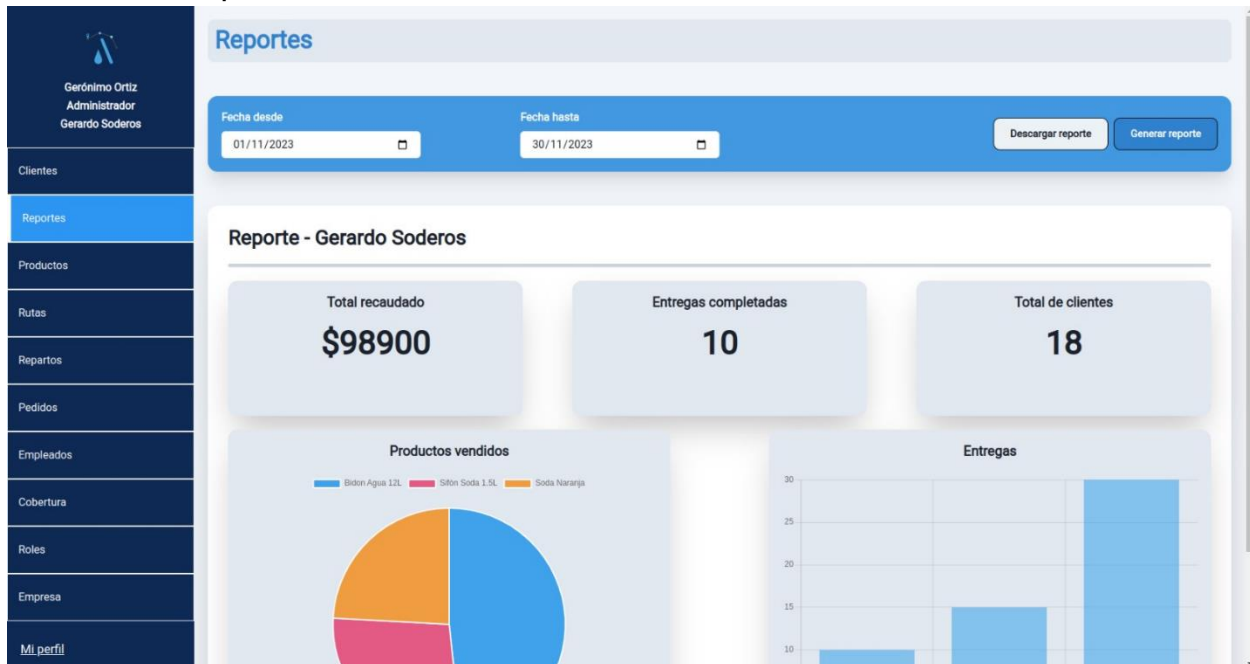 Gerónimo Ortiz
Administrador
Gerardo Soderos
Clientes
Reportes
Productos
Rutas
Repartos
Pedidos
Empleados
Cobertura
Roles
Empresa
Mi perfil
Reportes
Fecha desde
Fecha hasta
01/11/2023
30/11/2023
Descargar reporte
Generar reporte
Reporte - Gerardo Soderos
Total recaudado
$98900
Entregas completadas
10
Total de clientes
18
Productos vendidos
Bidon Agua 12L
Sifón Soda 1.5L
Soda Naranja
Entregas
30
25
20
15
10